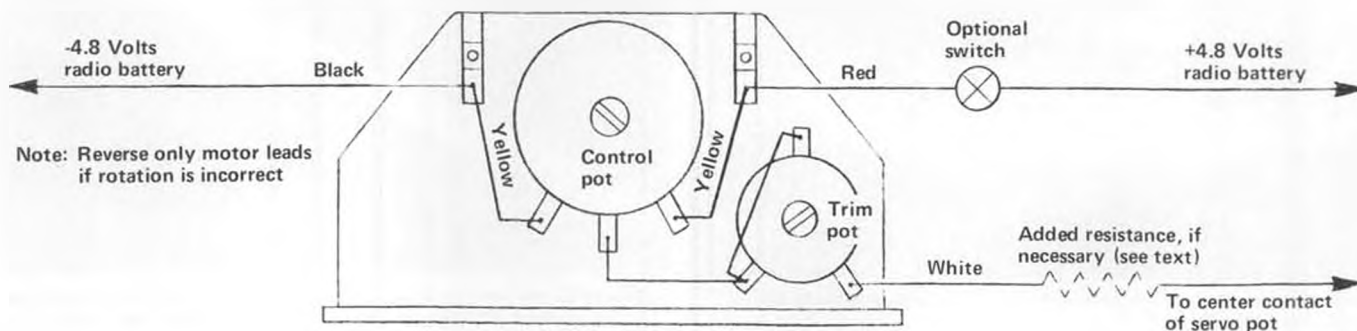 -4.8 Volts
radio battery
Black
Note: Reverse only motor leads
if rotation is incorrect
Yellow
Control
pot
Yellow
Trim
pot
Red
Optional
switch
+4.8 Volts
radio battery
White
Added resistance, if
necessary (see text)
To center contact
of servo pot